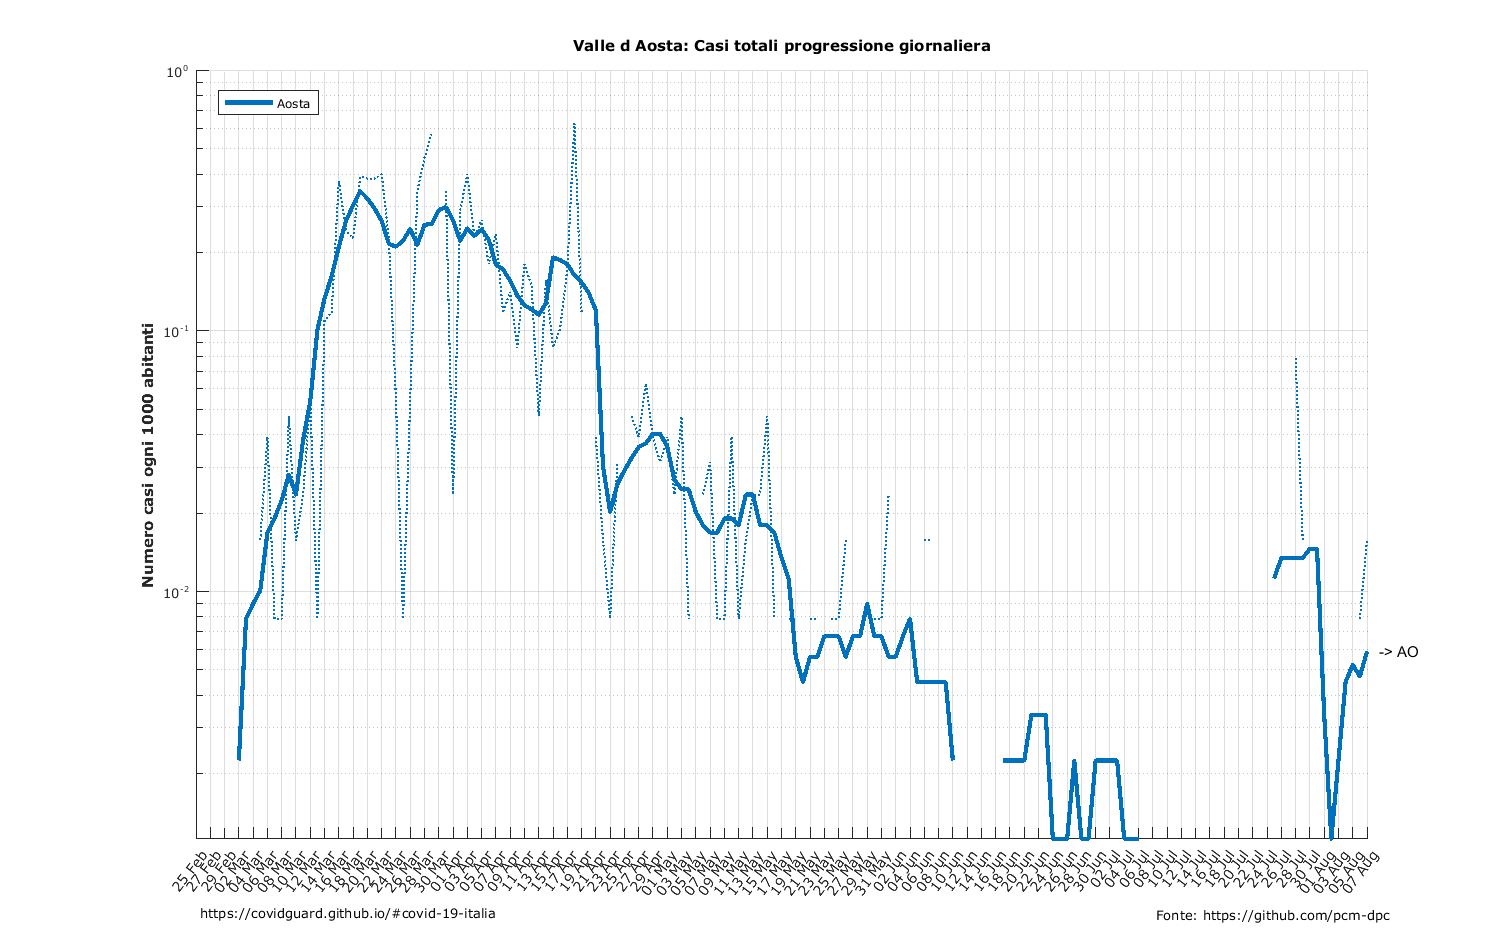 Valle d Aosta: Casi totali progressione giornaliera
Aosta
Numero casi ogni 1000 abitanti
10⁰
10⁻¹
10⁻²
-> AO
25 Feb
27 Feb
29 Feb
02 Mar
04 Mar
06 Mar
08 Mar
10 Mar
12 Mar
14 Mar
16 Mar
18 Mar
20 Mar
22 Mar
24 Mar
26 Mar
28 Mar
30 Mar
01 Apr
03 Apr
05 Apr
07 Apr
09 Apr
11 Apr
13 Apr
15 Apr
17 Apr
19 Apr
21 Apr
23 Apr
25 Apr
27 Apr
29 Apr
01 May
03 May
05 May
07 May
09 May
11 May
13 May
15 May
17 May
19 May
21 May
23 May
25 May
27 May
29 May
31 May
02 Jun
04 Jun
06 Jun
08 Jun
10 Jun
12 Jun
14 Jun
16 Jun
18 Jun
20 Jun
22 Jun
24 Jun
26 Jun
28 Jun
30 Jun
02 Jul
04 Jul
06 Jul
08 Jul
10 Jul
12 Jul
14 Jul
16 Jul
18 Jul
20 Jul
22 Jul
24 Jul
26 Jul
28 Jul
30 Jul
01 Aug
03 Aug
05 Aug
07 Aug
https://covidguard.github.io/#covid-19-italia
Fonte: https://github.com/pcm-dpc